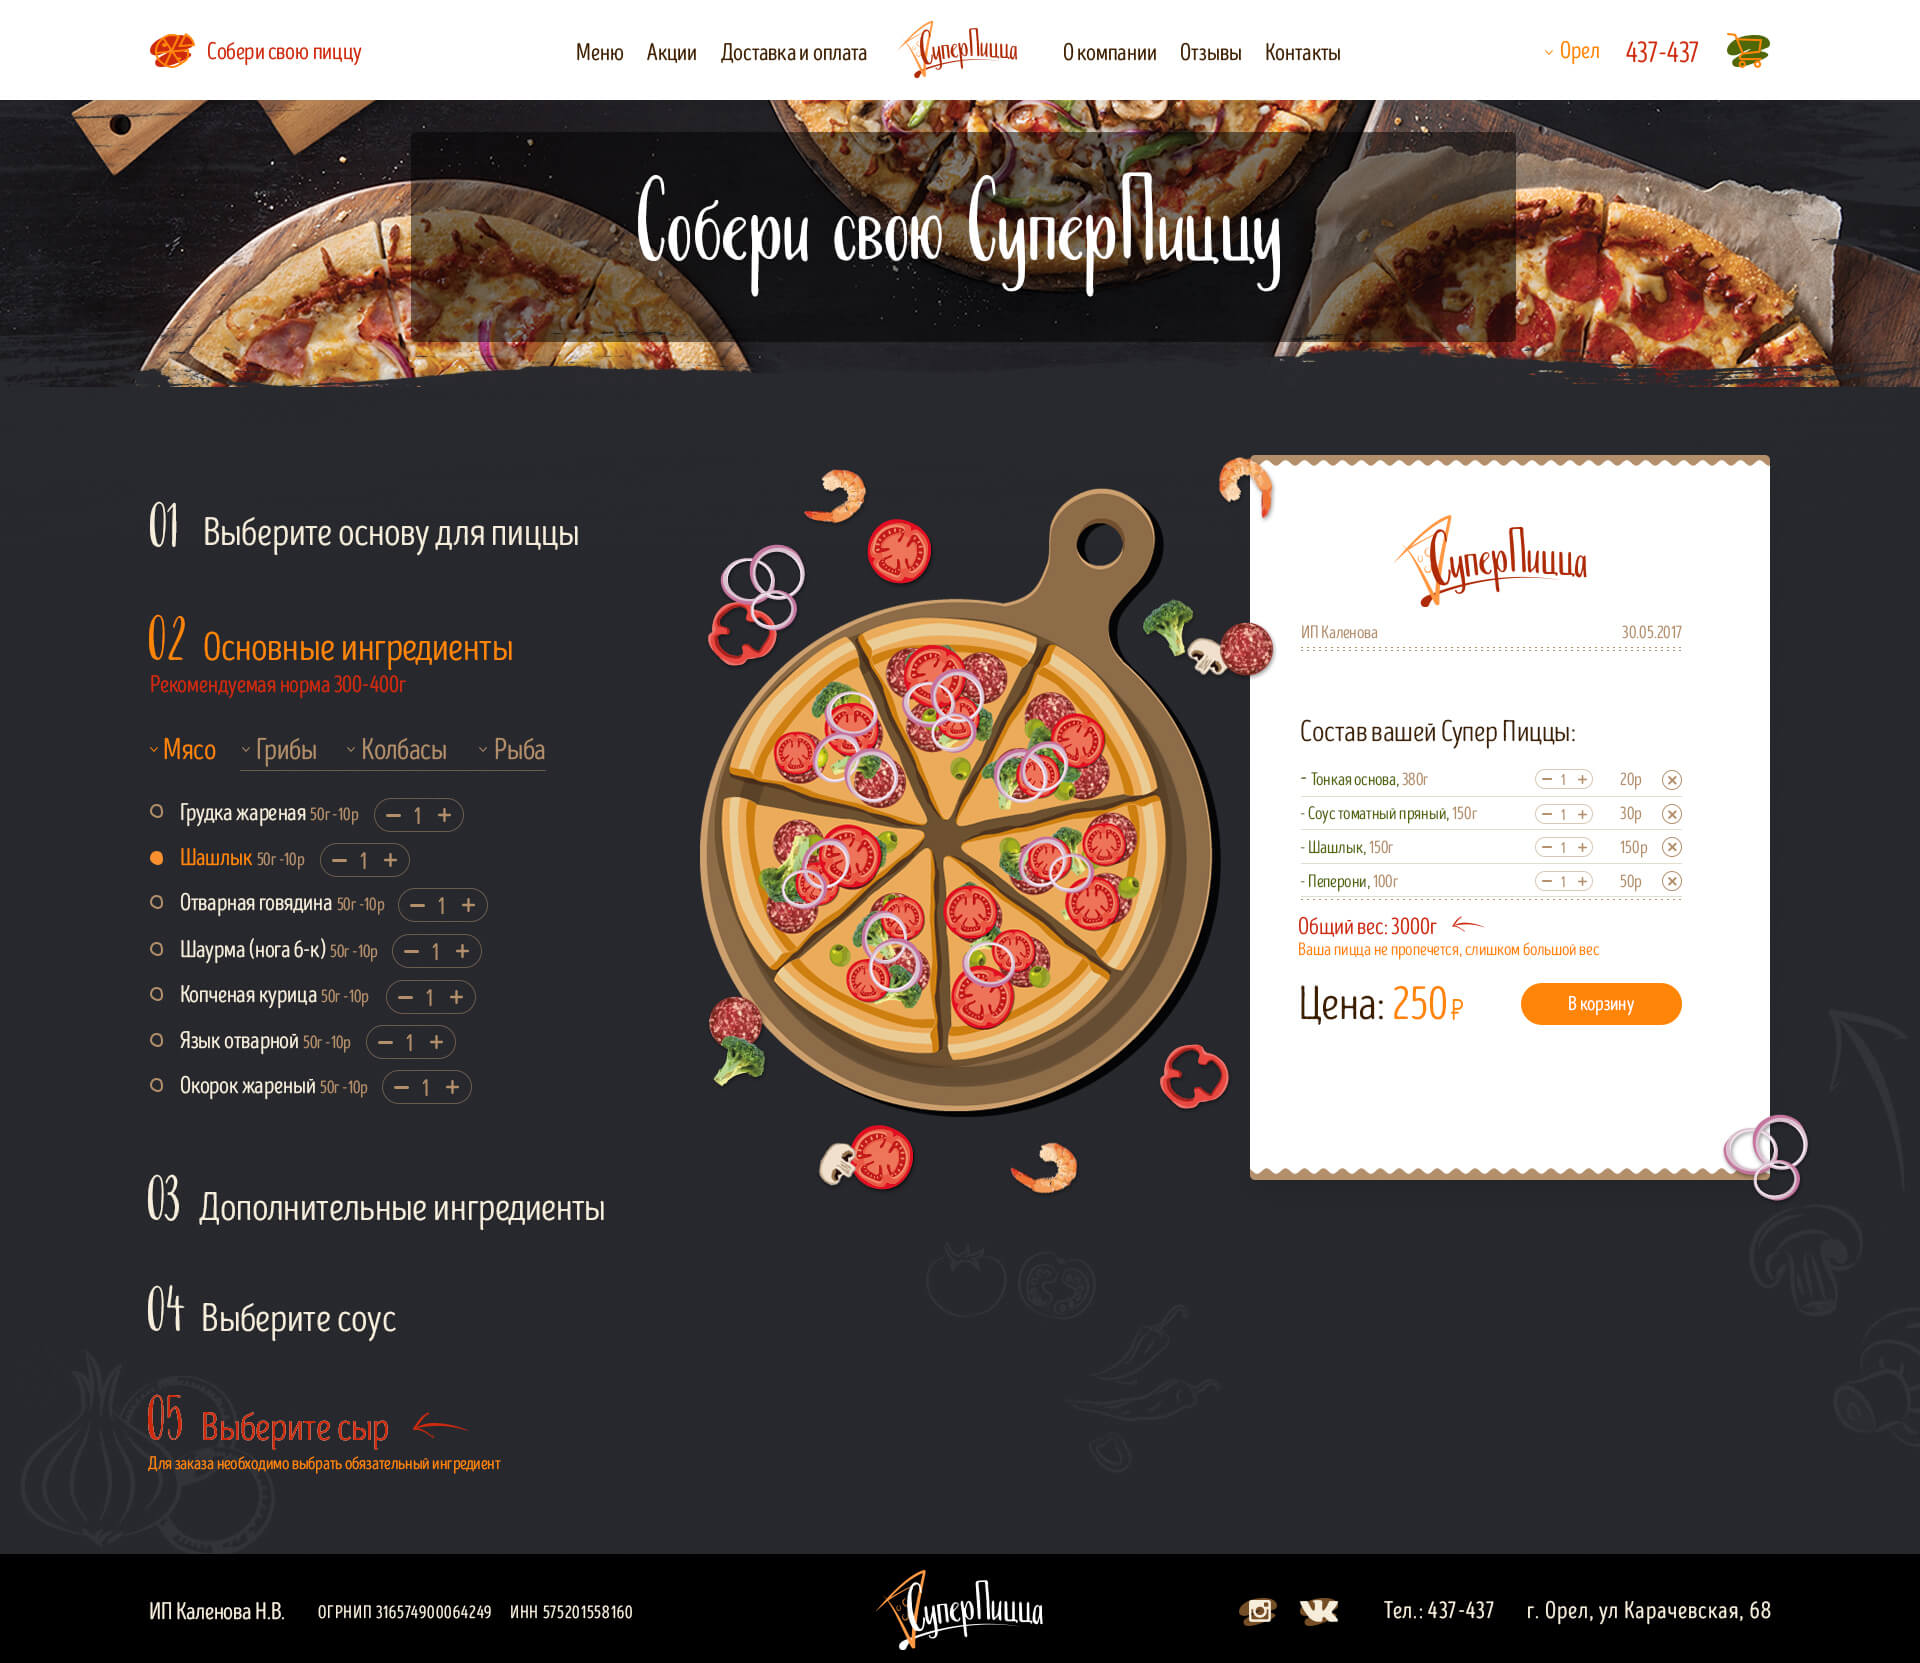 Собери свою пиццу
Меню Акции Доставка и оплата СуперПицца О компании Отзывы Контакты
Орел 437-437
Собери свою СуперПиццу
01 Выберите основу для пиццы
02 Основные ингредиенты
Рекомендуемая норма 300-400г
Мясо Грибы Колбасы Рыба
Грудка жареная 50г -10р − 1 +
Шашлык 50г -10р − 1 +
Отварная говядина 50г -10р − 1 +
Шаурма (нога б-к) 50г -10р − 1 +
Копченая курица 50г -10р − 1 +
Язык отварной 50г -10р − 1 +
Окорок жареный 50г -10р − 1 +
03 Дополнительные ингредиенты
04 Выберите соус
05 Выберите сыр
Для заказа необходимо выбрать обязательный ингредиент
СуперПицца
ИП Каленова 30.05.2017
Состав вашей Супер Пиццы:
- Тонкая основа, 380г − 1 + 20р
- Соус томатный пряный, 150г − 1 + 30р
- Шашлык, 150г − 1 + 150р
- Пеперони, 100г − 1 + 50р
Общий вес: 3000г
Ваша пицца не пропечется, слишком большой вес
Цена: 250 ₽ В корзину
ИП Каленова Н.В. ОГРНИП 316574900064249 ИНН 575201558160
СуперПицца
Тел.: 437-437 г. Орел, ул Карачевская, 68